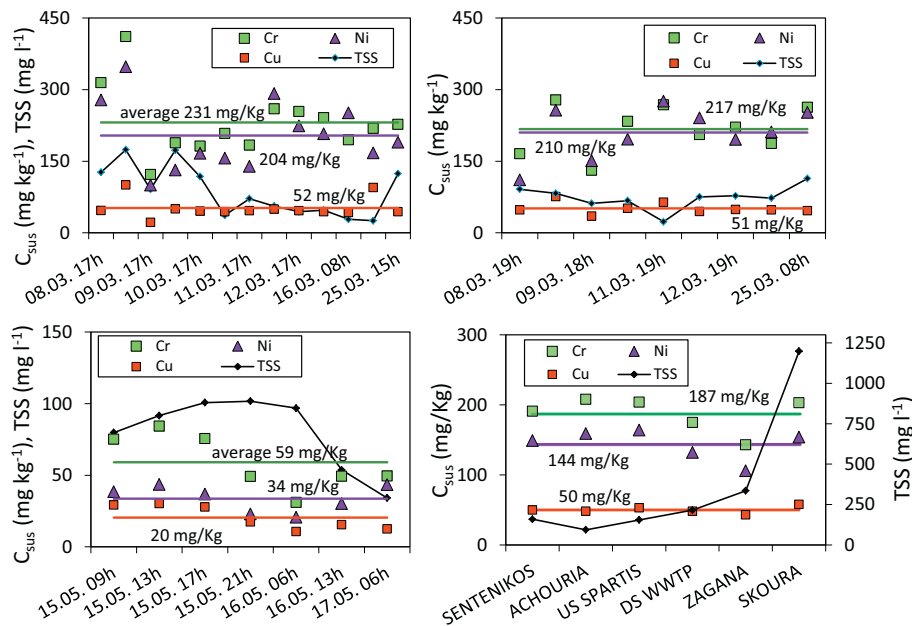 450
300
150
0
C_sus (mg kg⁻¹), TSS (mg l⁻¹)
Cr
Ni
Cu
TSS
average 231 mg/Kg
204 mg/Kg
52 mg/Kg
08.03. 17h
09.03. 17h
10.03. 17h
10.03. 17h
11.03. 17h
12.03. 17h
16.03. 08h
25.03. 15h
450
300
150
0
C_sus (mg kg⁻¹)
Cr
Ni
Cu
TSS
217 mg/Kg
210 mg/Kg
51 mg/Kg
08.03. 19h
09.03. 18h
11.03. 19h
12.03. 19h
25.03. 08h
150
100
50
0
C_sus (mg kg⁻¹), TSS (mg l⁻¹)
Cr
Ni
Cu
TSS
average 59 mg/Kg
34 mg/Kg
20 mg/Kg
15.05. 09h
15.05. 13h
15.05. 17h
15.05. 21h
16.05. 06h
16.05. 13h
17.05. 06h
300
200
100
0
C_sus (mg/Kg)
Cr
Ni
Cu
TSS
187 mg/Kg
144 mg/Kg
50 mg/Kg
1250
1000
750
500
250
0
TSS (mg l⁻¹)
SENTENIKOS
ACHOURIA
US SPARTIS
DS WWTP
ZAGANA
SKOURA